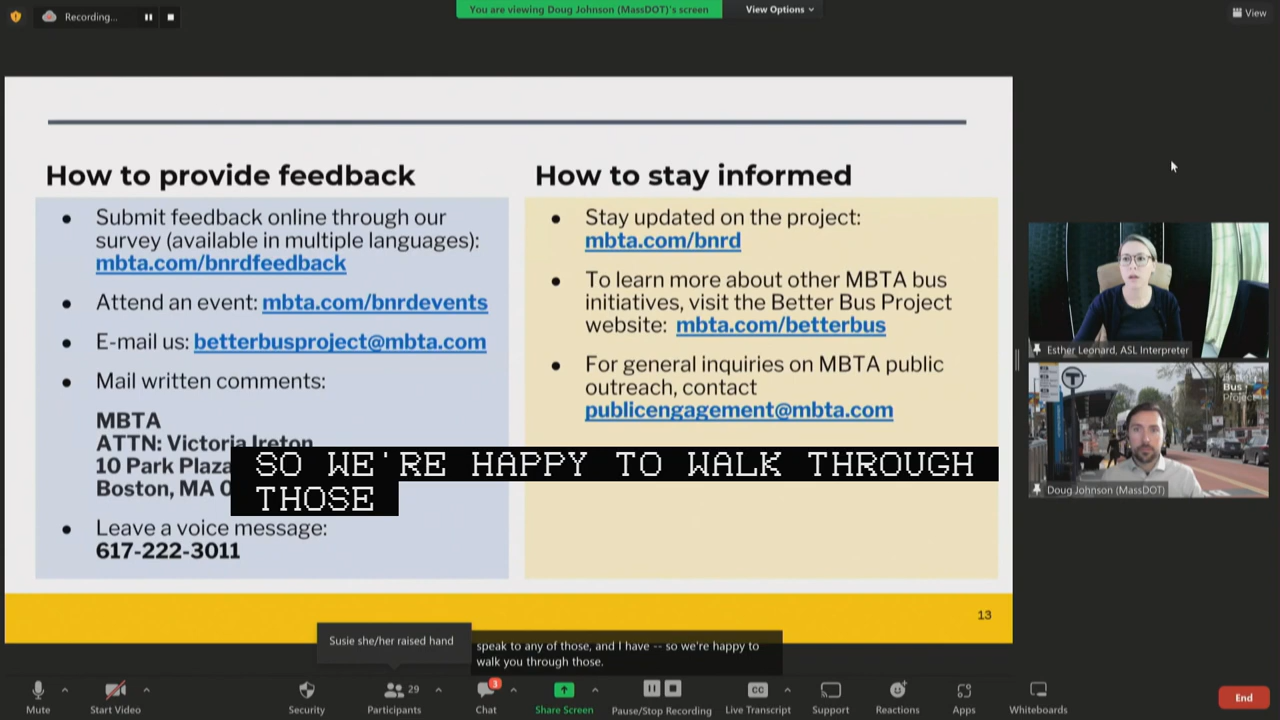 Recording...
You are viewing Doug Johnson (MassDOT)'s screen
View Options
View
How to provide feedback
Submit feedback online through our
survey (available in multiple languages):
mbta.com/bnrdfeedback
Attend an event: mbta.com/bnrdevents
E-mail us: betterbusproject@mbta.com
Mail written comments:
MBTA
ATTN: Victoria Ireton
10 Park Plaza
Boston, MA
Leave a voice message:
617-222-3011
How to stay informed
Stay updated on the project:
mbta.com/bnrd
To learn more about other MBTA bus
initiatives, visit the Better Bus Project
website: mbta.com/betterbus
For general inquiries on MBTA public
outreach, contact
publicengagement@mbta.com
SO WE'RE HAPPY TO WALK THROUGH
THOSE
13
Esther Leonard, ASL Interpreter
T
Bus
Project
Doug Johnson (MassDOT)
Susie she/her raised hand
speak to any of those, and I have -- so we're happy to
walk you through those.
Mute
Start Video
Security
29
Participants
3
Chat
Share Screen
Pause/Stop Recording
CC
Live Transcript
Support
Reactions
Apps
Whiteboards
End